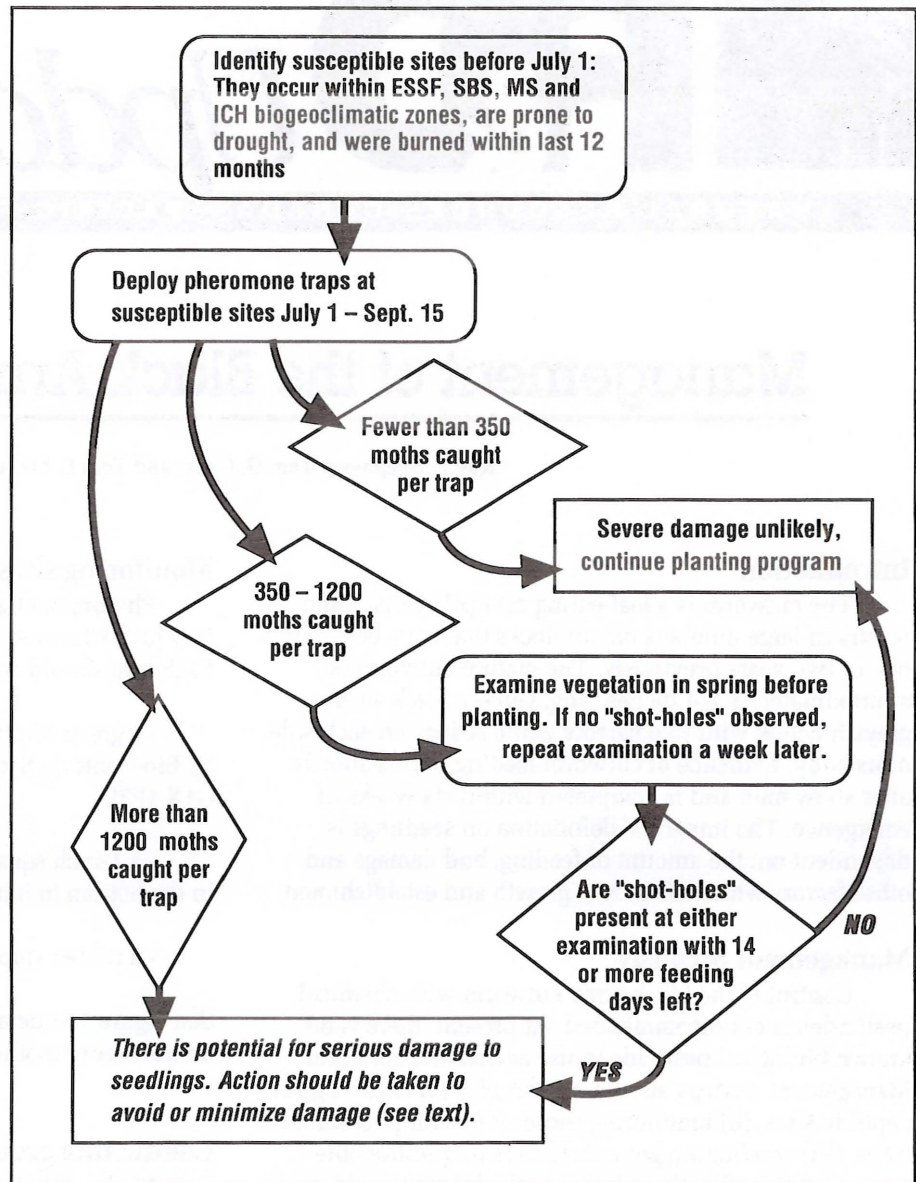 Identify susceptible sites before July 1:
They occur within ESSF, SBS, MS and
ICH biogeoclimatic zones, are prone to
drought, and were burned within last 12
months
Deploy pheromone traps at
susceptible sites July 1 – Sept. 15
Fewer than 350
moths caught
per trap
Severe damage unlikely,
continue planting program
350 – 1200
moths caught
per trap
Examine vegetation in spring before
planting. If no "shot-holes" observed,
repeat examination a week later.
More than
1200 moths
caught per
trap
Are "shot-holes"
present at either
examination with 14
or more feeding
days left?
NO
YES
There is potential for serious damage to
seedlings. Action should be taken to
avoid or minimize damage (see text).